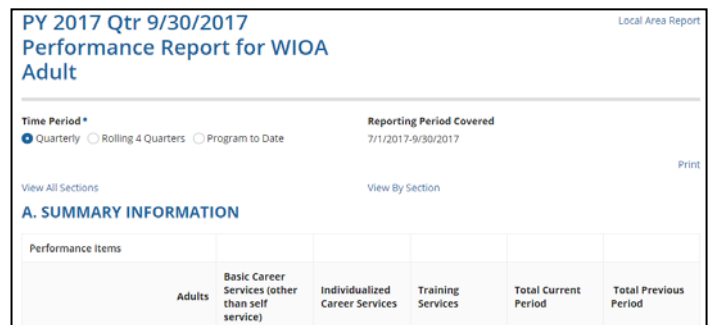 PY 2017 Qtr 9/30/2017
Local Area Report
Performance Report for WIOA
Adult
Time Period *
Reporting Period Covered
Quarterly Rolling 4 Quarters Program to Date
7/1/2017-9/30/2017
Print
View All Sections
View By Section
A. SUMMARY INFORMATION
Performance Items
Adults
Basic Career
Services (other
than self
service)
Individualized
Career Services
Training
Services
Total Current
Period
Total Previous
Period